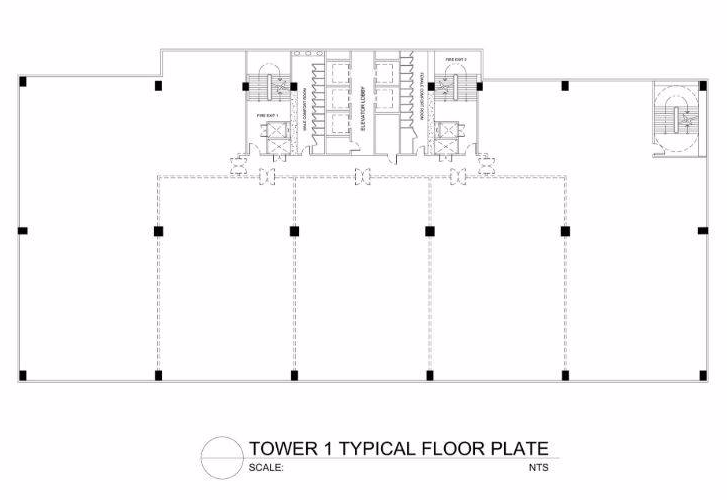 FIRE EXIT 2
MALE COMFORT ROOM
ELEVATOR LOBBY
FEMALE COMFORT ROOM
FIRE EXIT 1
TOWER 1 TYPICAL FLOOR PLATE
SCALE: NTS